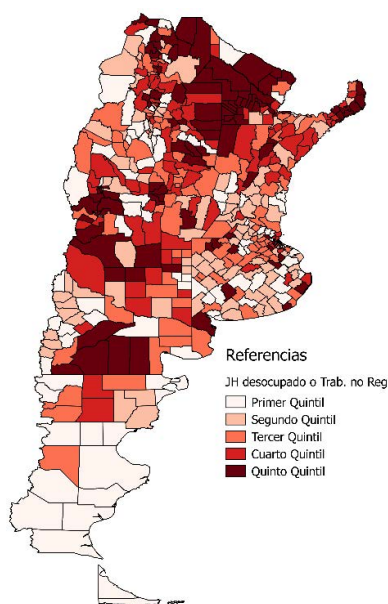 Referencias
JH desocupado o Trab. no Reg
Primer Quintil
Segundo Quintil
Tercer Quintil
Cuarto Quintil
Quinto Quintil